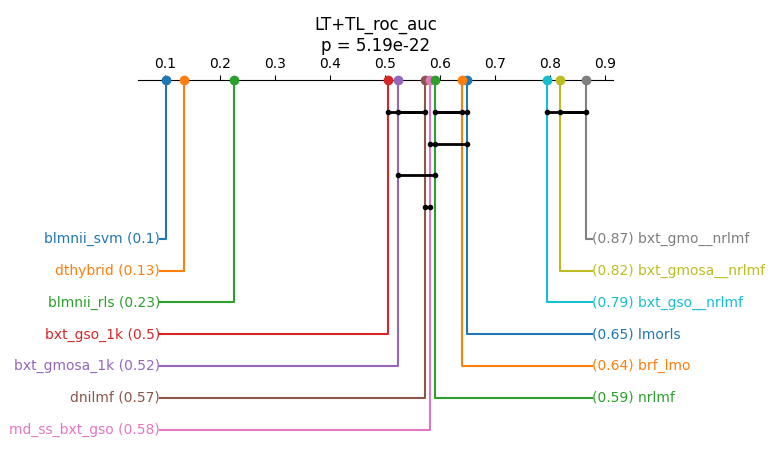 LT+TL_roc_auc
p = 5.19e-22
0.1 0.2 0.3 0.4 0.5 0.6 0.7 0.8 0.9
blmnii_svm (0.1) (0.87) bxt_gmo__nrlmf
dthybrid (0.13) (0.82) bxt_gmosa__nrlmf
blmnii_rls (0.23) (0.79) bxt_gso__nrlmf
bxt_gso_1k (0.5) (0.65) lmorls
bxt_gmosa_1k (0.52) (0.64) brf_lmo
dnilmf (0.57) (0.59) nrlmf
md_ss_bxt_gso (0.58)